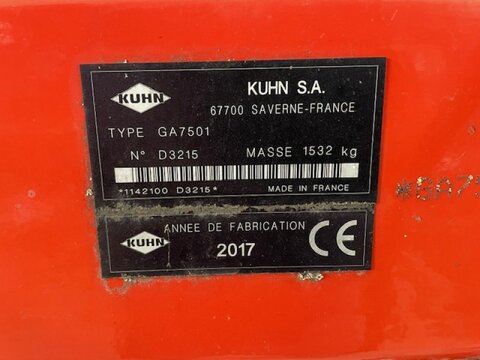 KUHN
KUHN S.A.
67700 SAVERNE-FRANCE
TYPE GA7501
N° D3215 MASSE 1532 kg
*1142100 D3215* MADE IN FRANCE
KUHN
ANNEE DE FABRICATION
2017
CE
*GA75